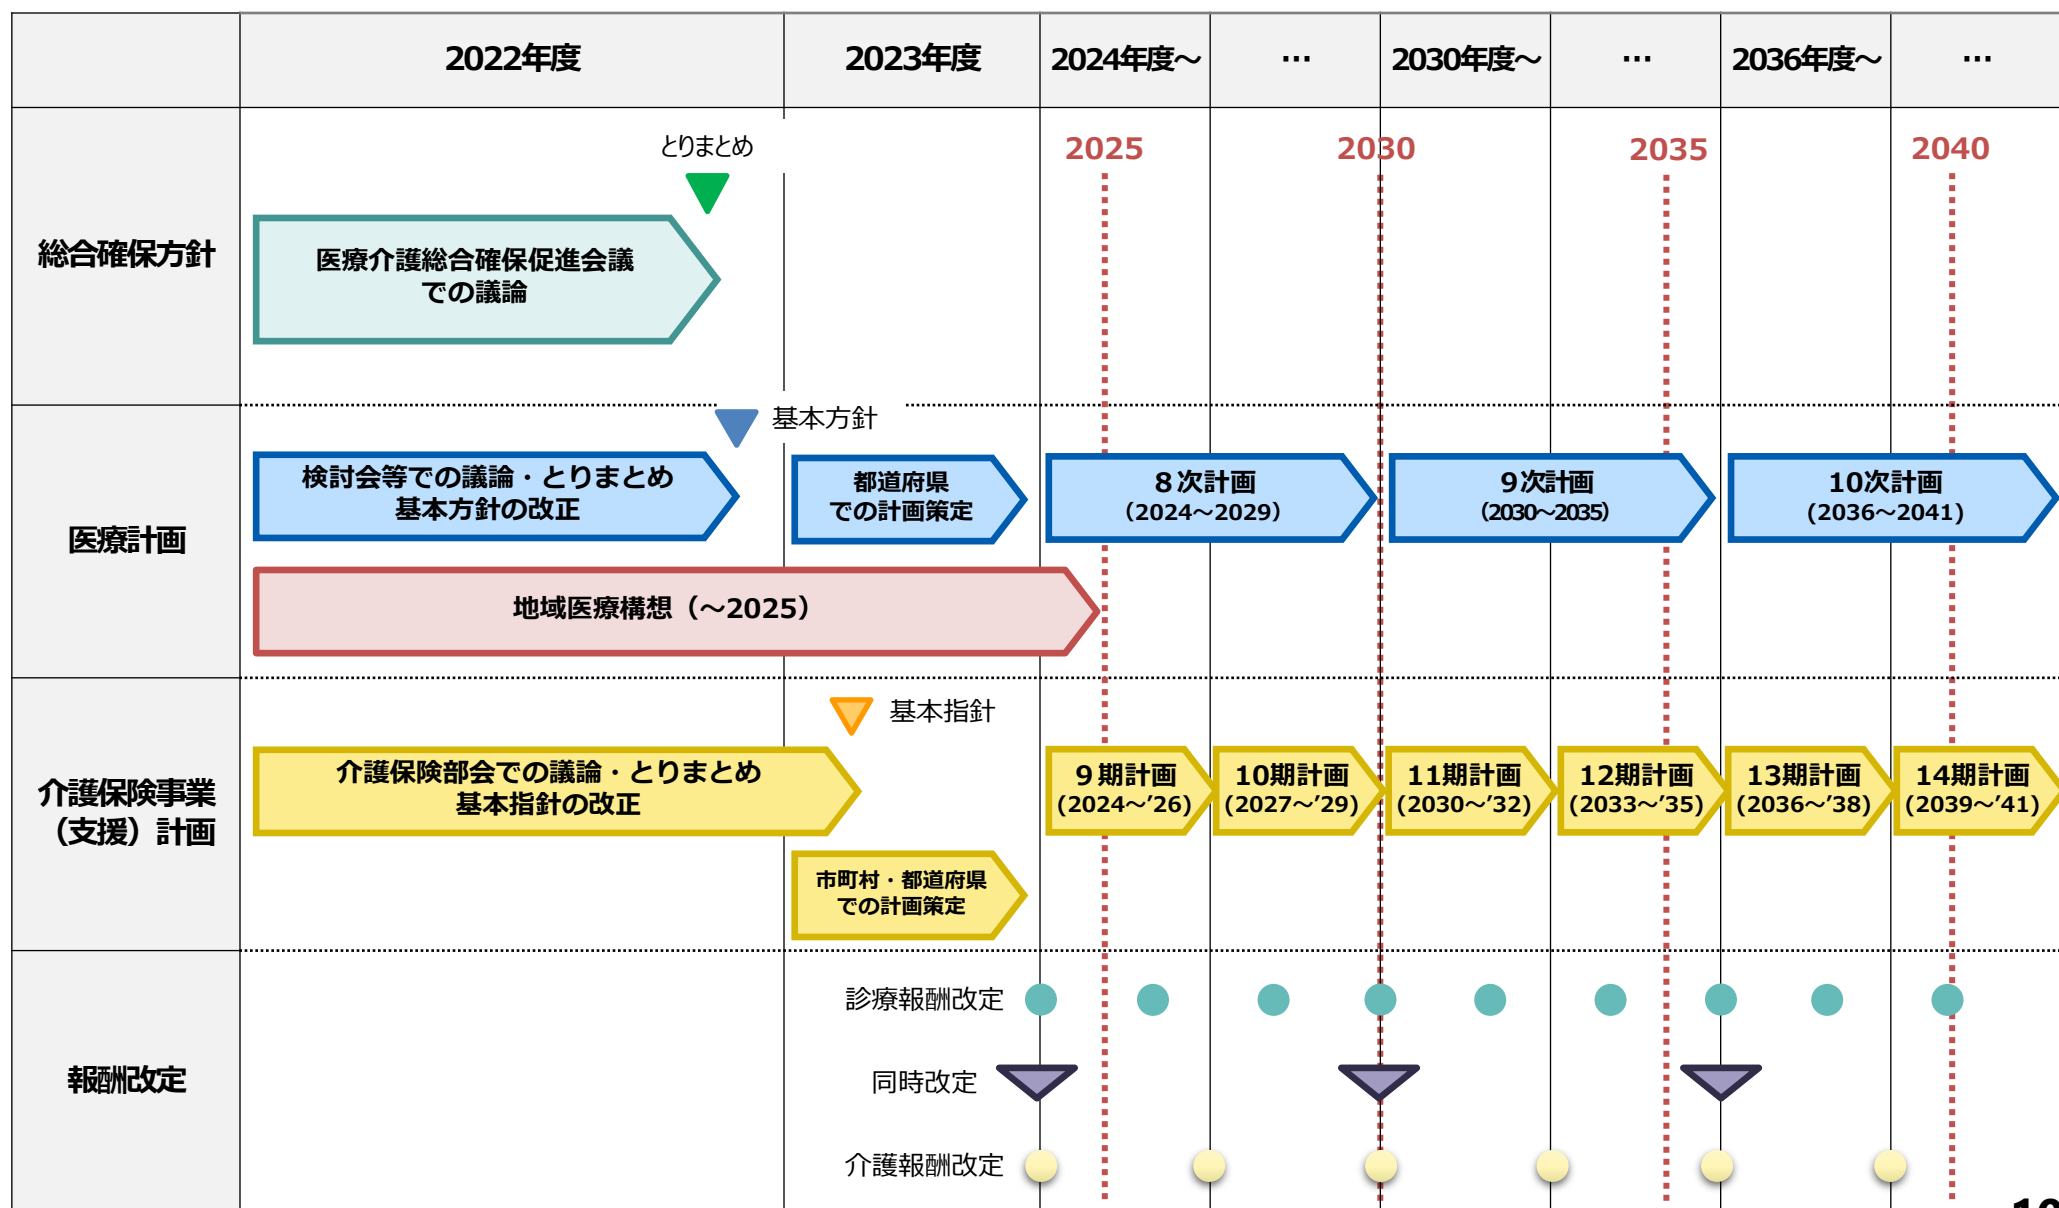 2022年度
2023年度
2024年度～
…
2030年度～
…
2036年度～
…
総合確保方針
とりまとめ
2025
2030
2035
2040
医療介護総合確保促進会議
での議論
医療計画
基本方針
検討会等での議論・とりまとめ
基本方針の改正
都道府県
での計画策定
８次計画
（2024～2029）
９次計画
（2030～2035）
10次計画
(2036～2041)
地域医療構想（～2025）
介護保険事業
（支援）計画
基本指針
介護保険部会での議論・とりまとめ
基本指針の改正
９期計画
(2024～’26)
10期計画
(2027～’29)
11期計画
(2030～’32)
12期計画
(2033～’35)
13期計画
(2036～’38)
14期計画
(2039～’41)
市町村・都道府県
での計画策定
報酬改定
診療報酬改定
同時改定
介護報酬改定